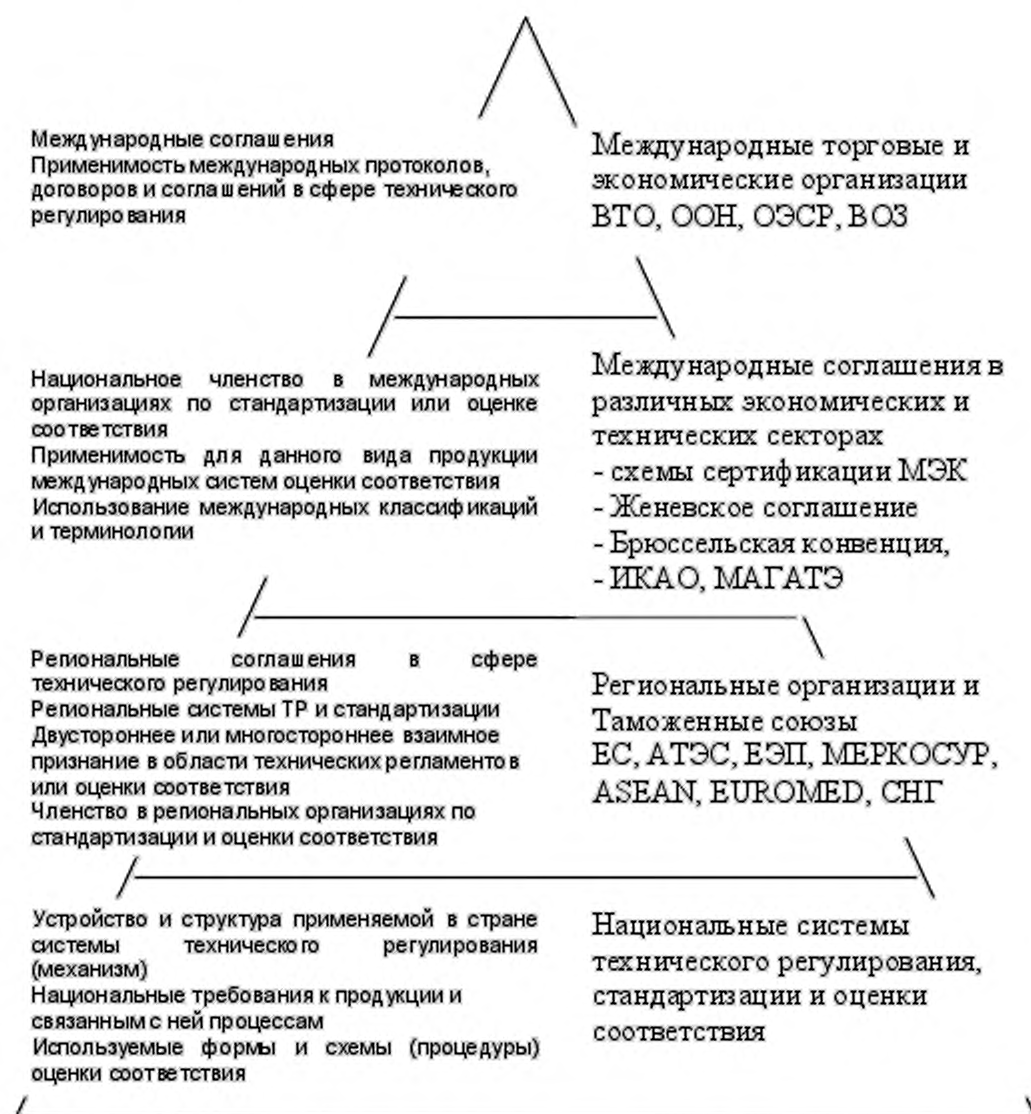 Международные соглашения
Применимость международных протоколов,
договоров и соглашений в сфере технического
регулирования
Международные торговые и
экономические организации
ВТО, ООН, ОЭСР, ВОЗ
Национальное членство в международных
организациях по стандартизации или оценке
соответствия
Применимость для данного вида продукции
международных систем оценки соответствия
Использование международных классификаций
и терминологии
Международные соглашения в
различных экономических и
технических секторах
- схемы сертификации МЭК
- Женевское соглашение
- Брюссельская конвенция,
- ИКАО, МАГАТЭ
Региональные соглашения в сфере
технического регулирования
Региональные системы ТР и стандартизации
Двустороннее или многостороннее взаимное
признание в области технических регламентов
или оценки соответствия
Членство в региональных организациях по
стандартизации и оценки соответствия
Региональные организации и
Таможенные союзы
ЕС, АТЭС, ЕЭП, МЕРКОСУР,
ASEAN, EUROMED, СНГ
Устройство и структура применяемой в стране
системы технического регулирования
(механизм)
Национальные требования к продукции и
связанным с ней процессам
Используемые формы и схемы (процедуры)
оценки соответствия
Национальные системы
технического регулирования,
стандартизации и оценки
соответствия